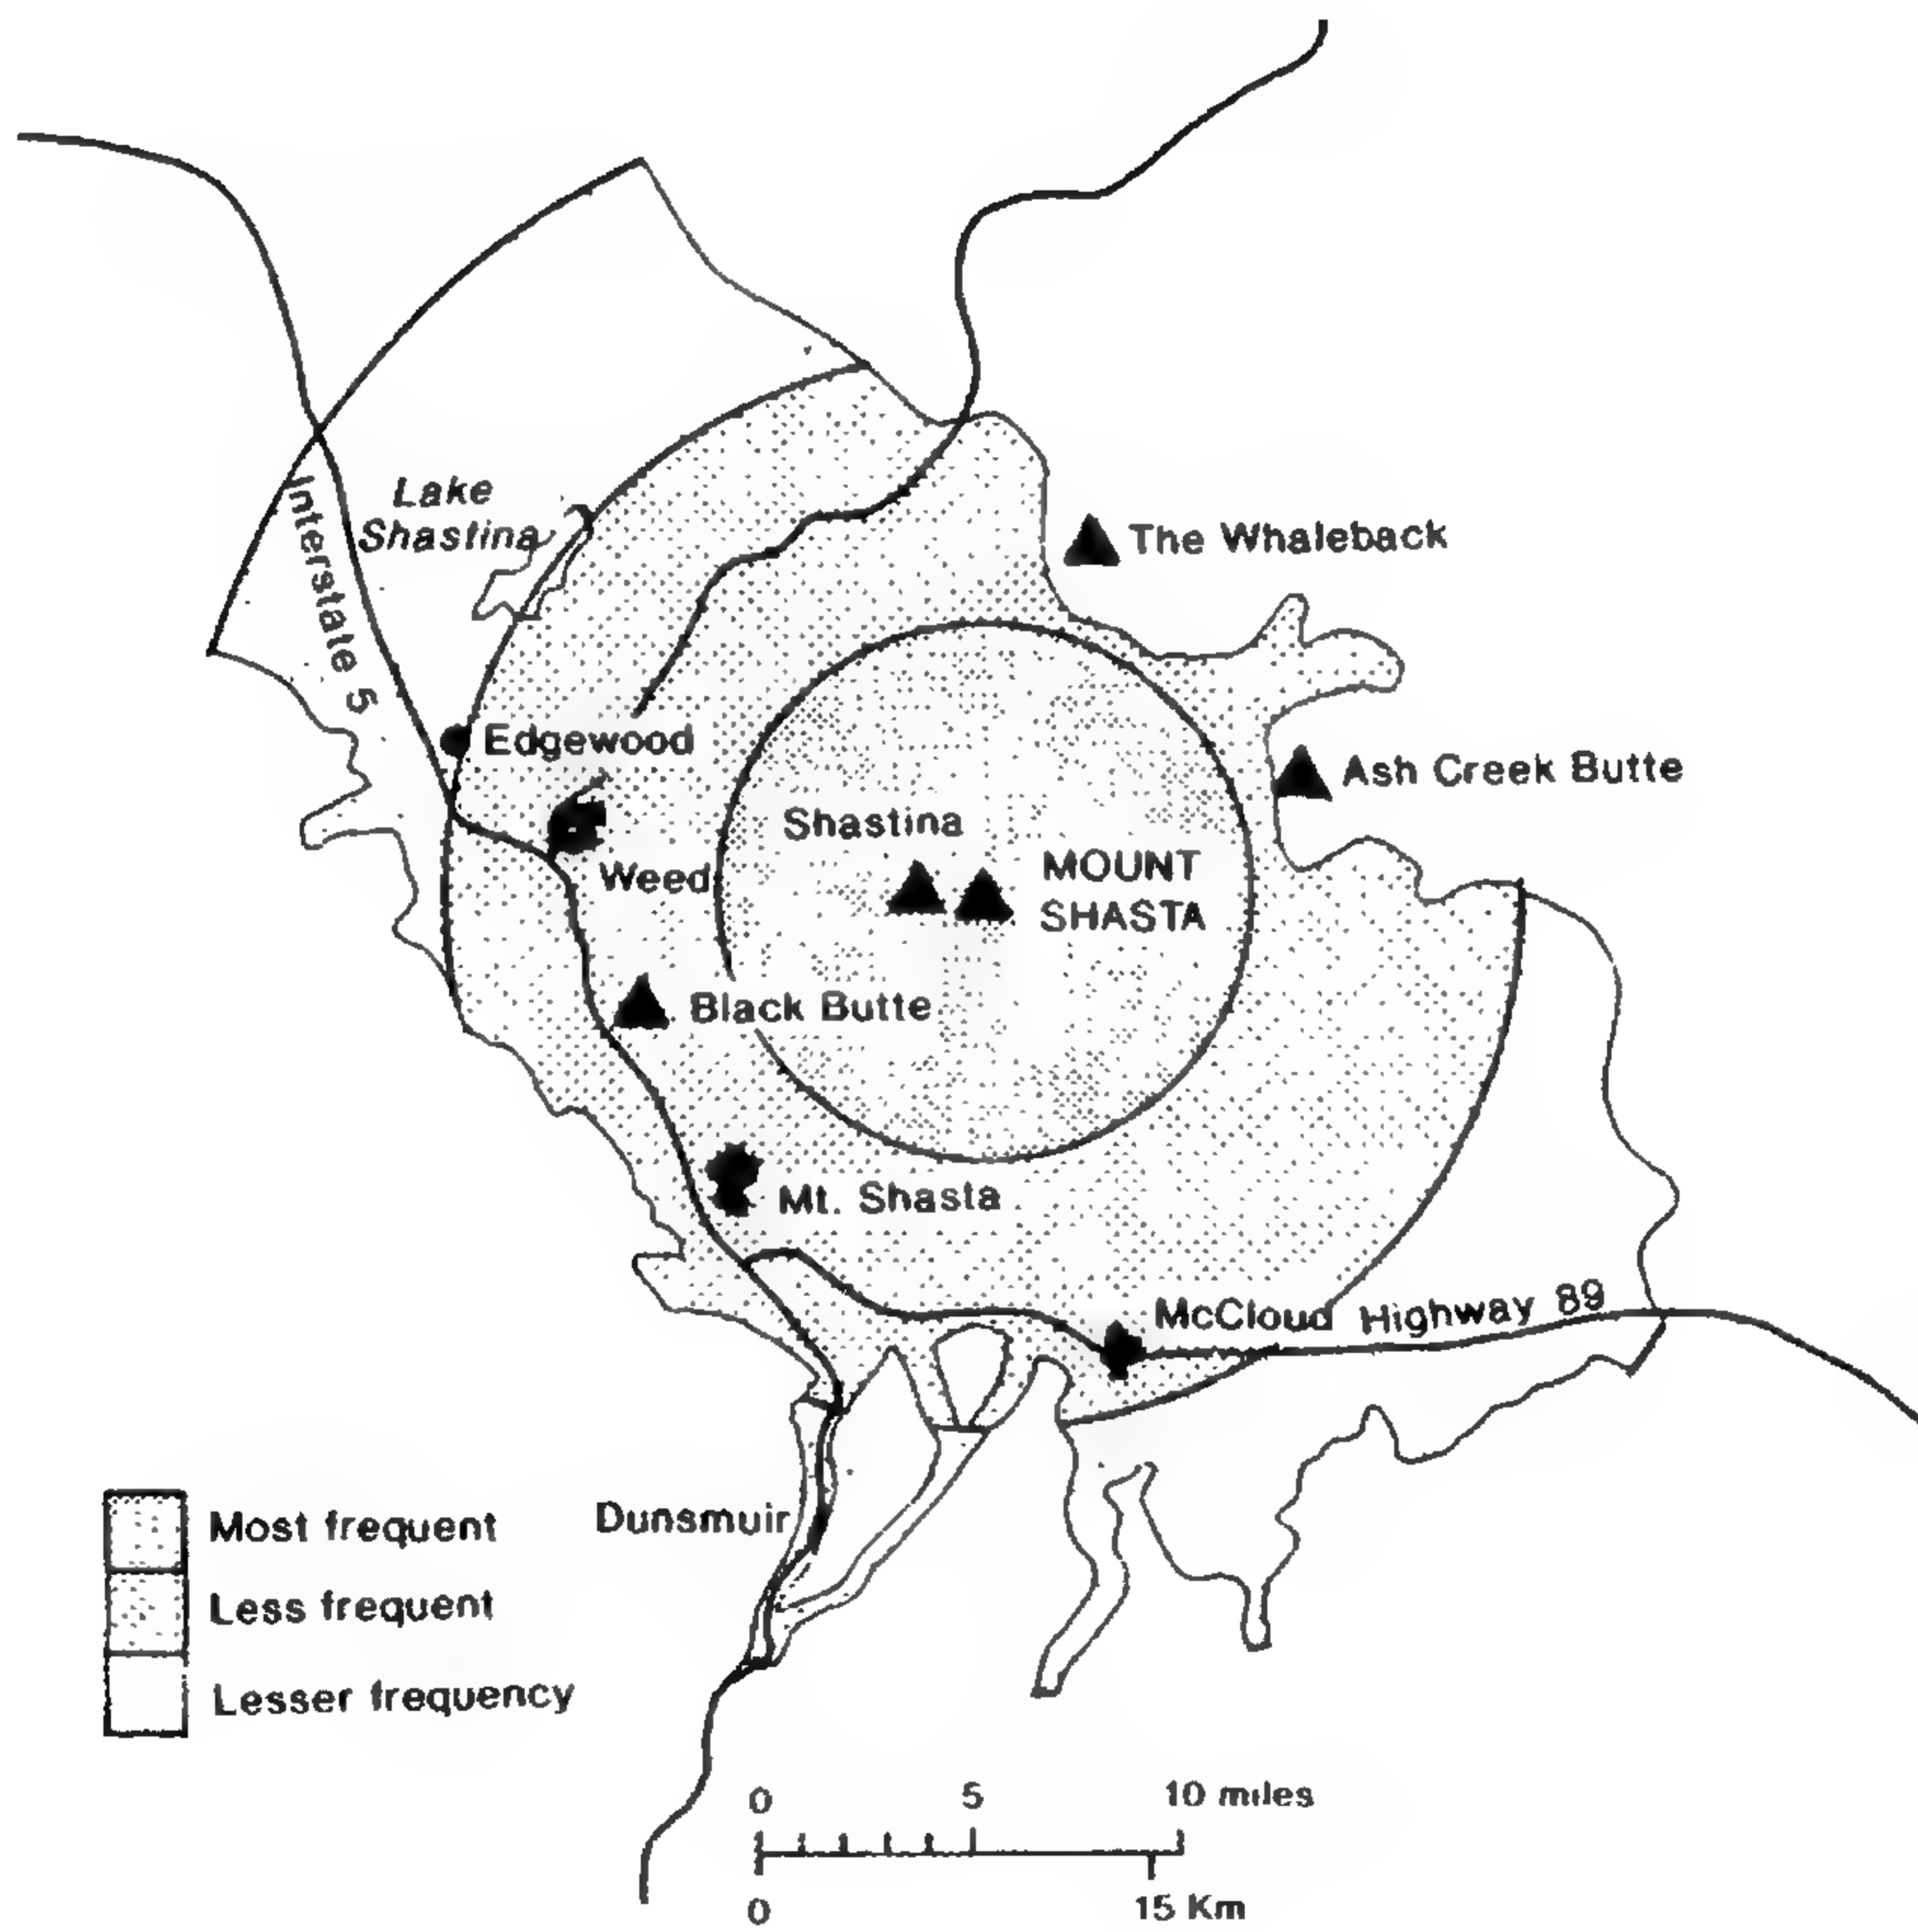 Lake
Shastina
Interstate 5
The Whaleback
Edgewood
Ash Creek Butte
Shastina
Weed
MOUNT
SHASTA
Black Butte
Mt. Shasta
McCloud
Highway 89
Dunsmuir
Most frequent
Less frequent
Lesser frequency
0 5 10 miles
0 15 Km